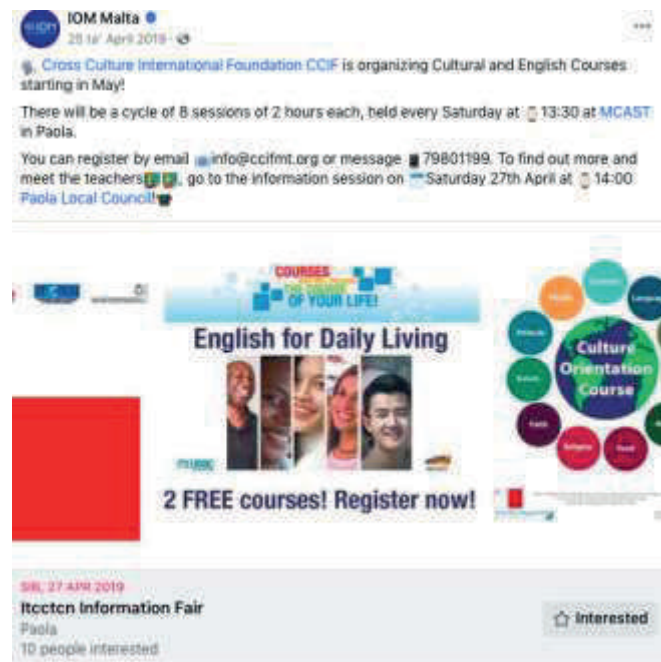 IOM Malta
25 ta' April 2019
Cross Culture International Foundation CCIF is organizing Cultural and English Courses
starting in May!
There will be a cycle of 8 sessions of 2 hours each, held every Saturday at 13:30 at MCAST
in Paola.
You can register by email info@ccifmt.org or message 79801199. To find out more and
meet the teachers, go to the information session on Saturday 27th April at 14:00
Paola Local Council!
COURSES
OF YOUR LIFE!
English for Daily Living
2 FREE courses! Register now!
Culture
Orientation
Course
Faith
Religion
Food
SIB, 27 APR 2019
Itcctcn Information Fair
Paola
10 people interested
Interested